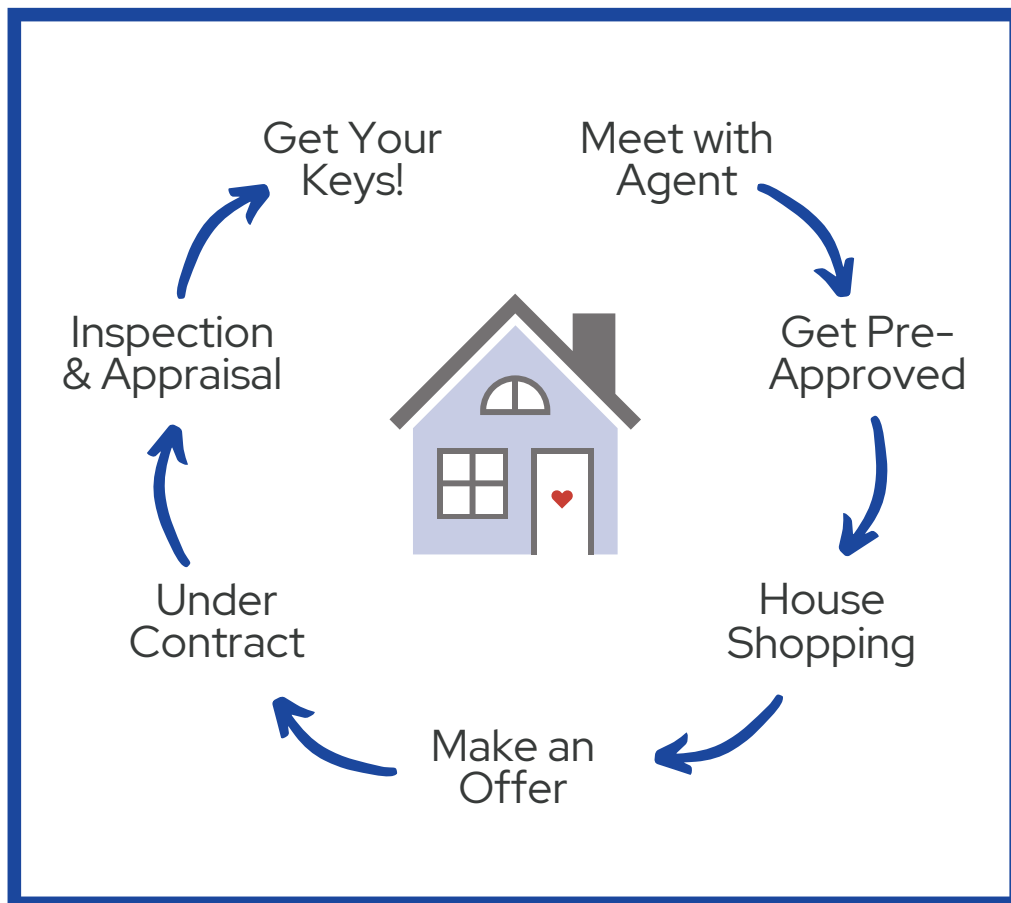 Get Your
Keys!
Meet with
Agent
Get Pre-
Approved
House
Shopping
Make an
Offer
Under
Contract
Inspection
& Appraisal